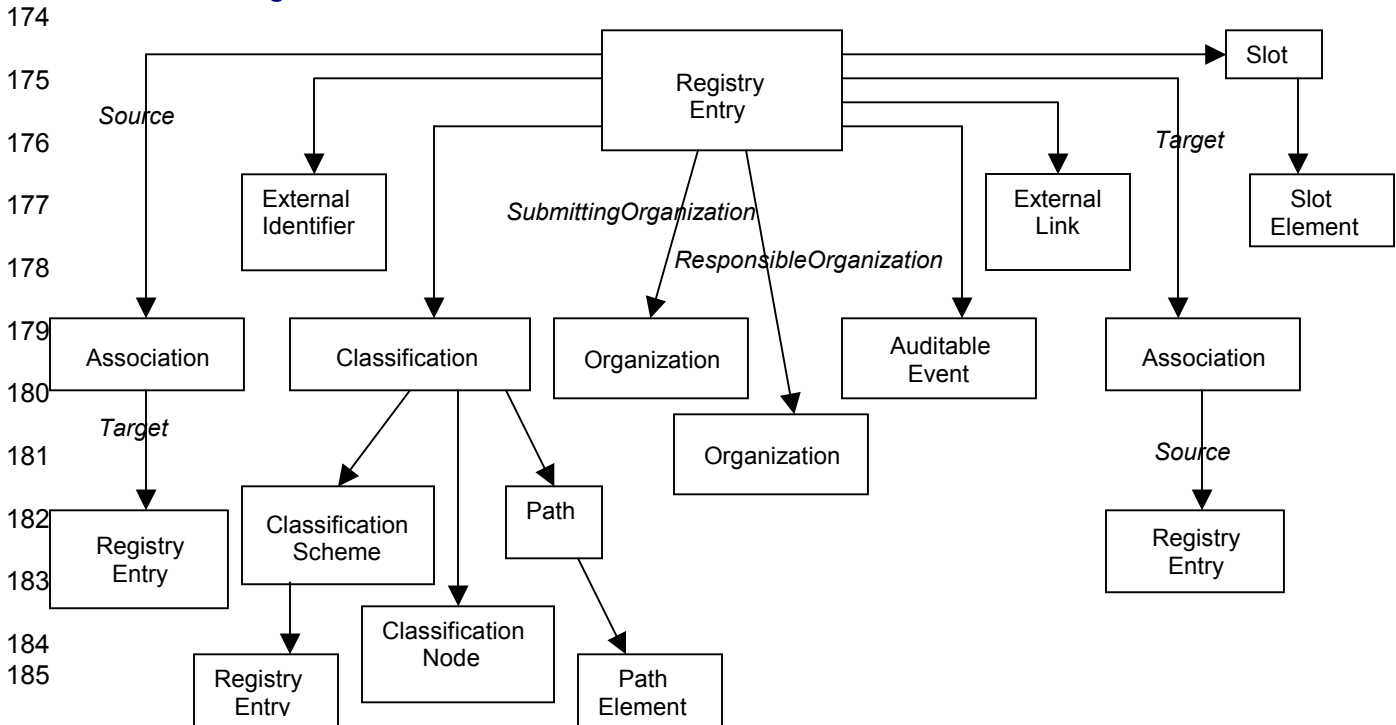 174
175
176
177
178
179
180
181
182
183
184
185
Registry
Entry
Slot
Source
Target
External
Identifier
SubmittingOrganization
External
Link
Slot
Element
ResponsibleOrganization
Association
Classification
Organization
Auditable
Event
Association
Target
Organization
Source
Classification
Scheme
Path
Registry
Entry
Registry
Entry
Classification
Node
Registry
Entry
Path
Element